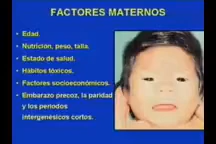 FACTORES MATERNOS
• Edad.
• Nutrición, peso, talla.
• Estado de salud.
• Hábitos tóxicos.
• Factores socioeconómicos.
• Embarazo precoz, la paridad
y los periodos
intergenésicos cortos.